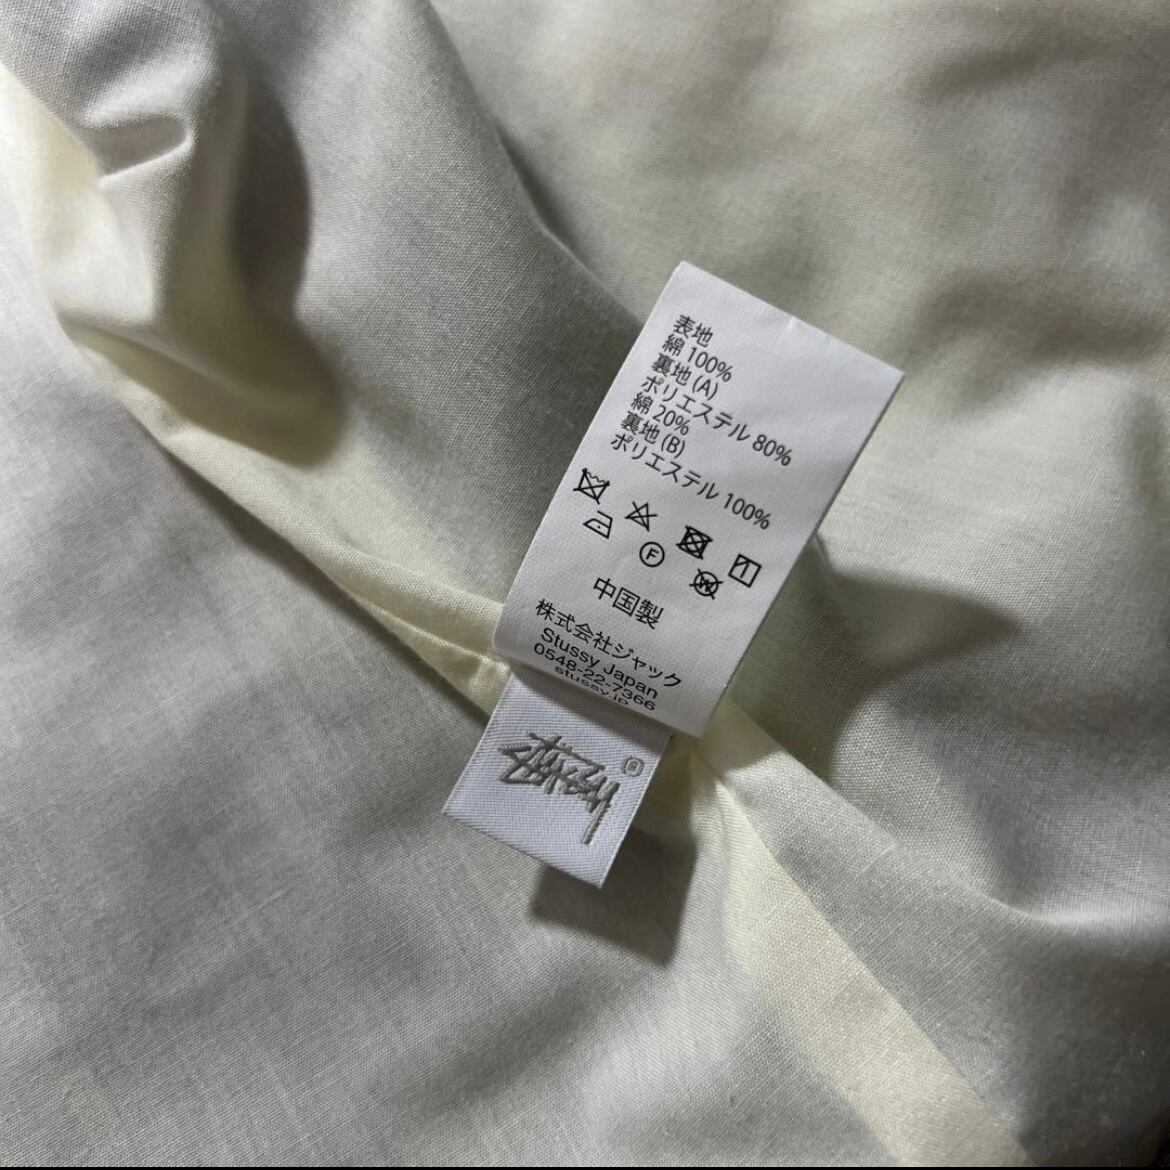 表地
綿 100%
裏地 (A)
ポリエステル 80%
綿 20%
裏地 (B)
ポリエステル 100%
F
W
中国製
株式会社ジャック
Stussy Japan
0548-22-7366
stussy.jp
Stüssy ®